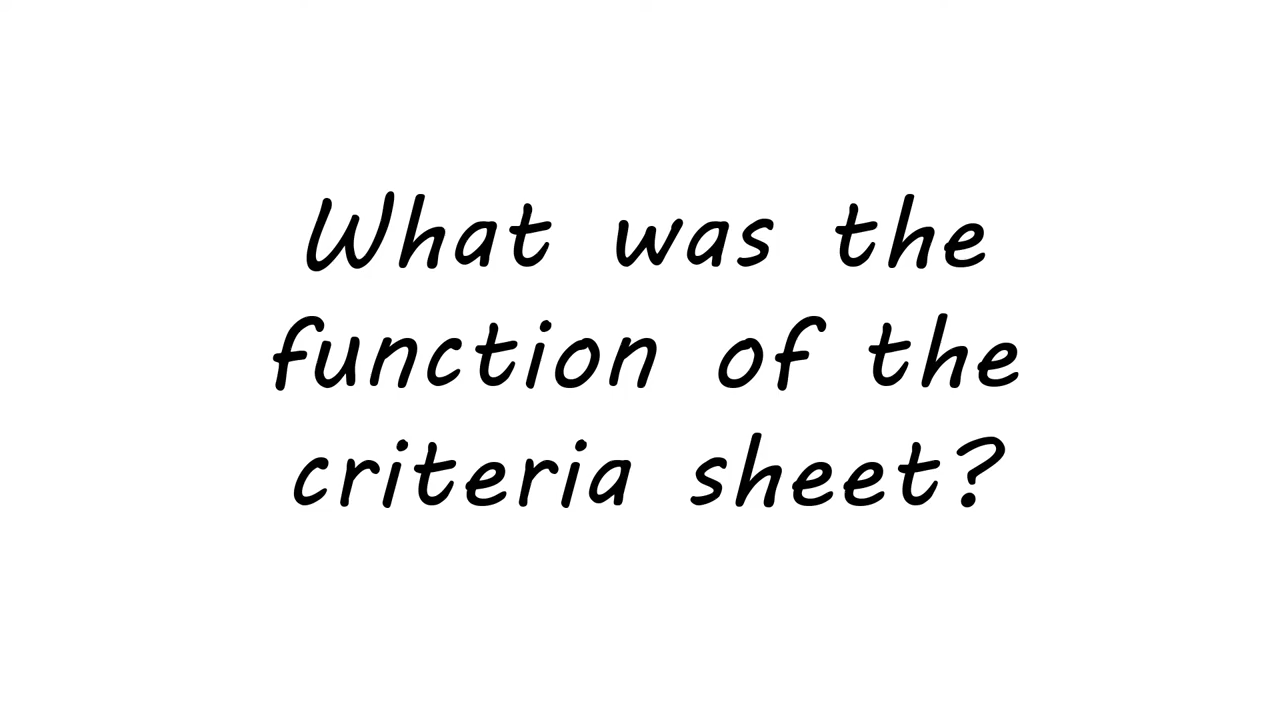 What was the
function of the
criteria sheet?